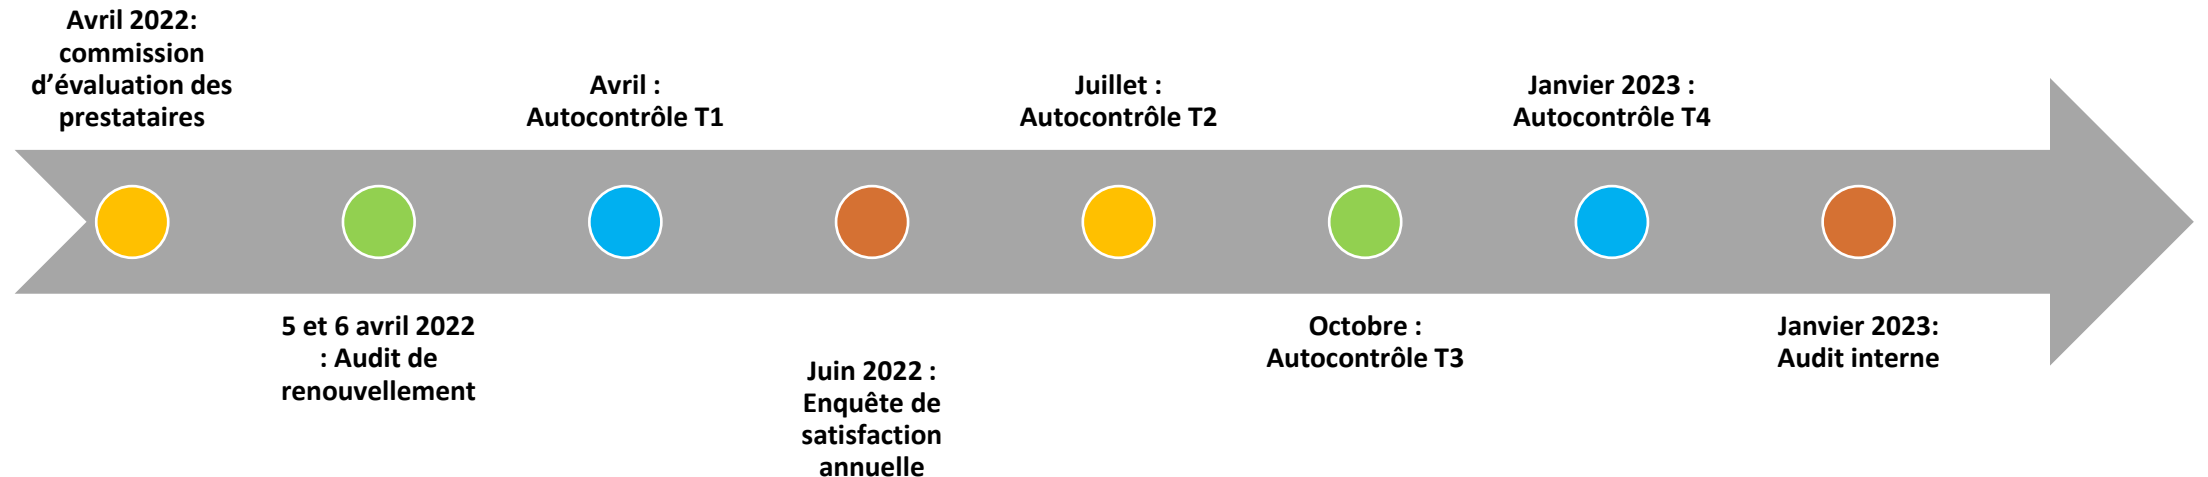 Avril 2022:
commission
d’évaluation des
prestataires
5 et 6 avril 2022
: Audit de
renouvellement
Avril :
Autocontrôle T1
Juin 2022 :
Enquête de
satisfaction
annuelle
Juillet :
Autocontrôle T2
Octobre :
Autocontrôle T3
Janvier 2023 :
Autocontrôle T4
Janvier 2023:
Audit interne